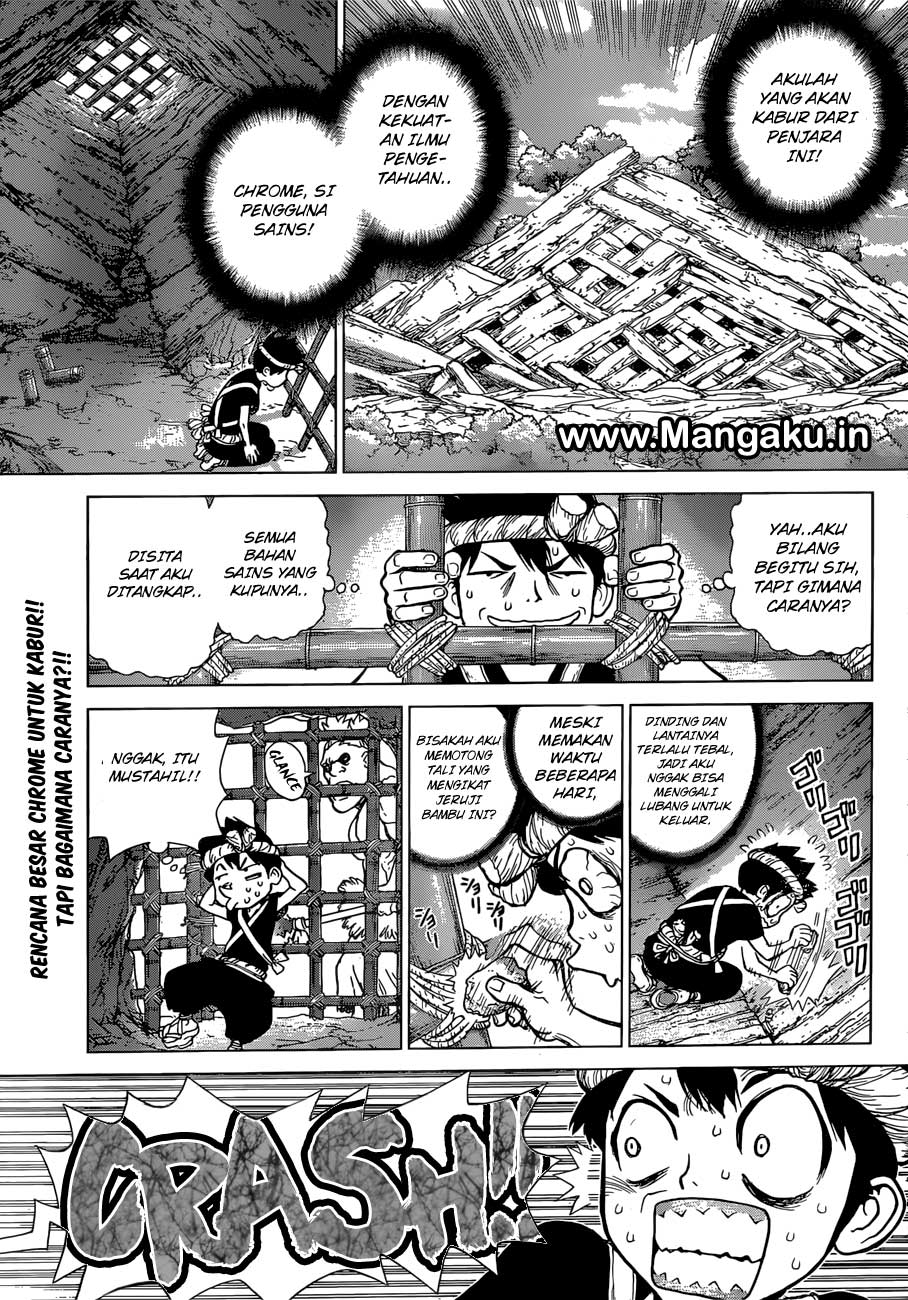 AKULAH
YANG AKAN
KABUR DARI
PENJARA
INI!
DENGAN
KEKUAT-
AN ILMU
PENGE-
TAHUAN..
CHROME, SI
PENGGUNA
SAINS!
www.Mangaku.in
YAH..AKU
BILANG
BEGITU SIH,
TAPI GIMANA
CARANYA?
SEMUA
BAHAN
SAINS YANG
KUPUNYA..
DISITA
SAAT AKU
DITANGKAP..
RENCANA BESAR CHROME UNTUK KABUR!!
TAPI BAGAIMANA CARANYA?!!
DINDING DAN
LANTAINYA
TERLALU TEBAL,
JADI AKU
NGGAK BISA
MENGGALI
LUBANG UNTUK
KELUAR.
ゴゴゴゴ
MESKI
MEMAKAN
WAKTU
BEBERAPA
HARI,
BISAKAH AKU
MEMOTONG
TALI YANG
MENGIKAT
JERUJI
BAMBU INI?
GLANCE
NGGAK, ITU
MUSTAHIL!!
CRASH!!